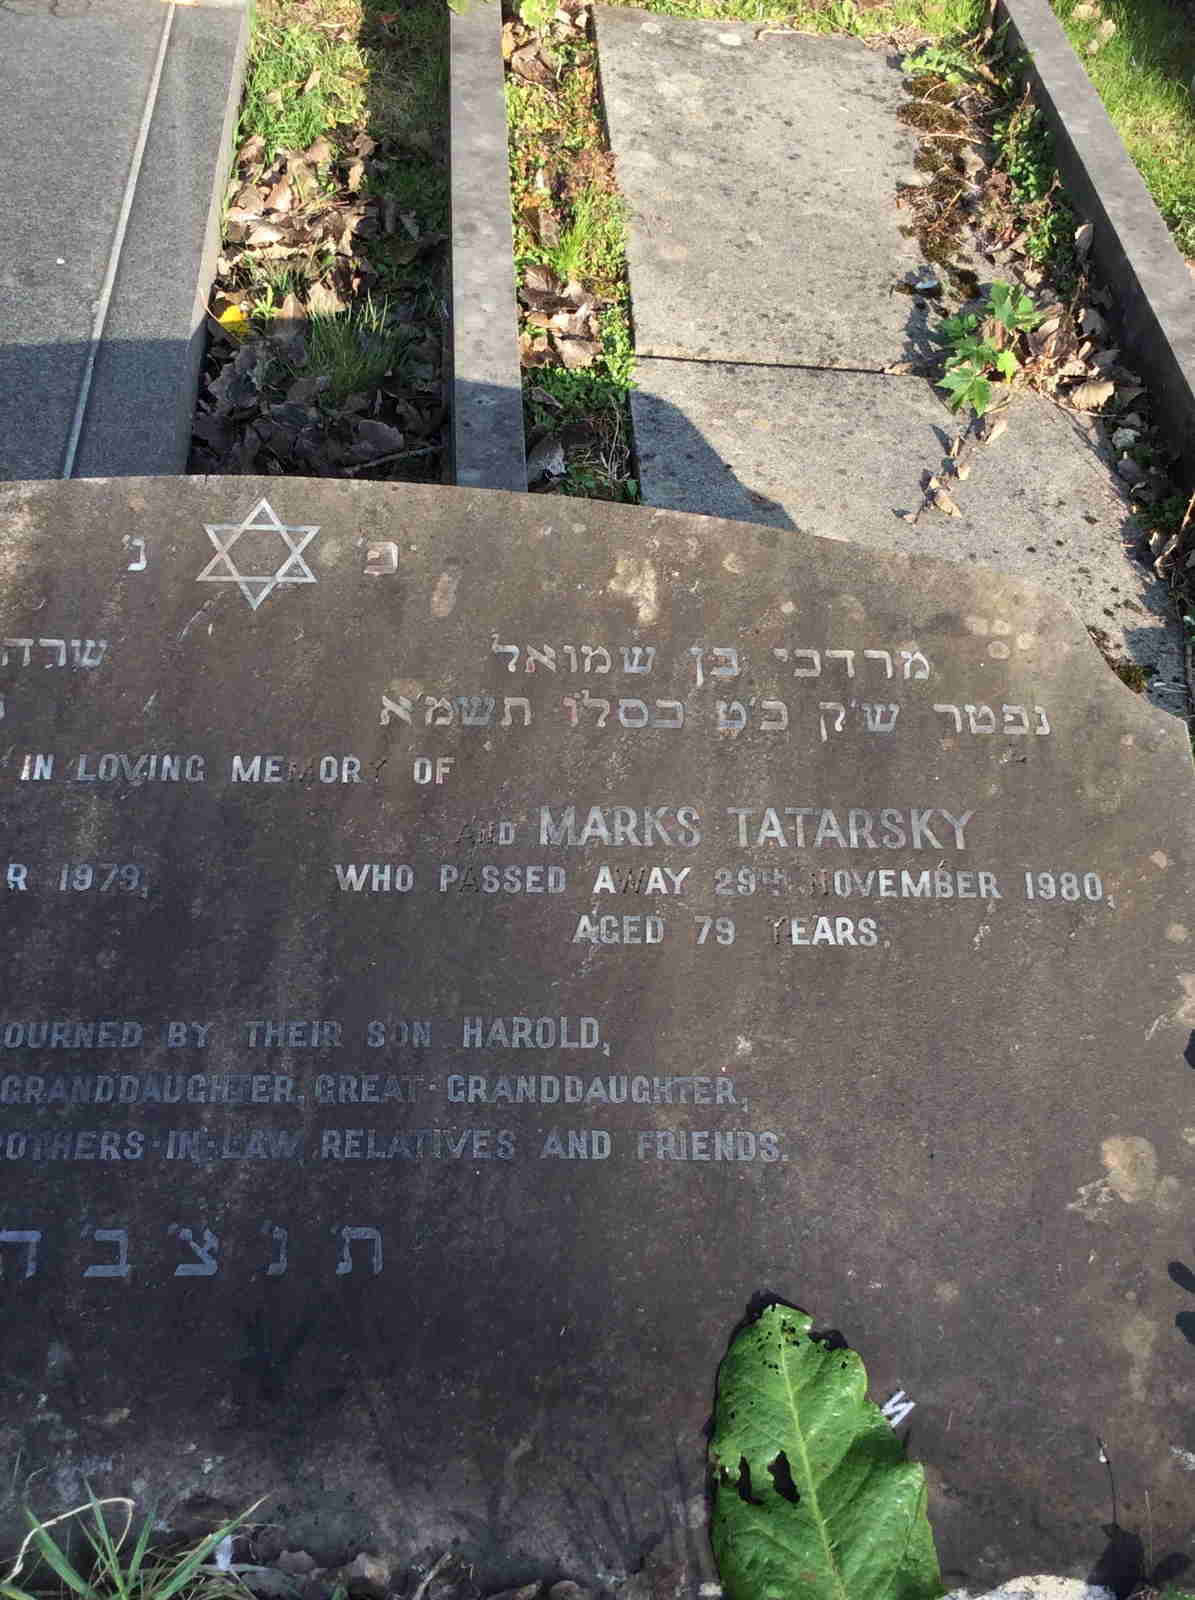 פ׳ נ׳
מרדכי בן שמואל שרה
נפטר ש״ק כ״ט כסלו תשמ״א
IN LOVING MEMORY OF
AND MARKS TATARSKY
R 1979, WHO PASSED AWAY 29TH NOVEMBER 1980,
AGED 79 YEARS.
OURNED BY THEIR SON HAROLD,
GRANDDAUGHTER, GREAT-GRANDDAUGHTER,
ROTHERS-IN-LAW, RELATIVES AND FRIENDS.
ת׳ נ׳ צ׳ ב׳ ה